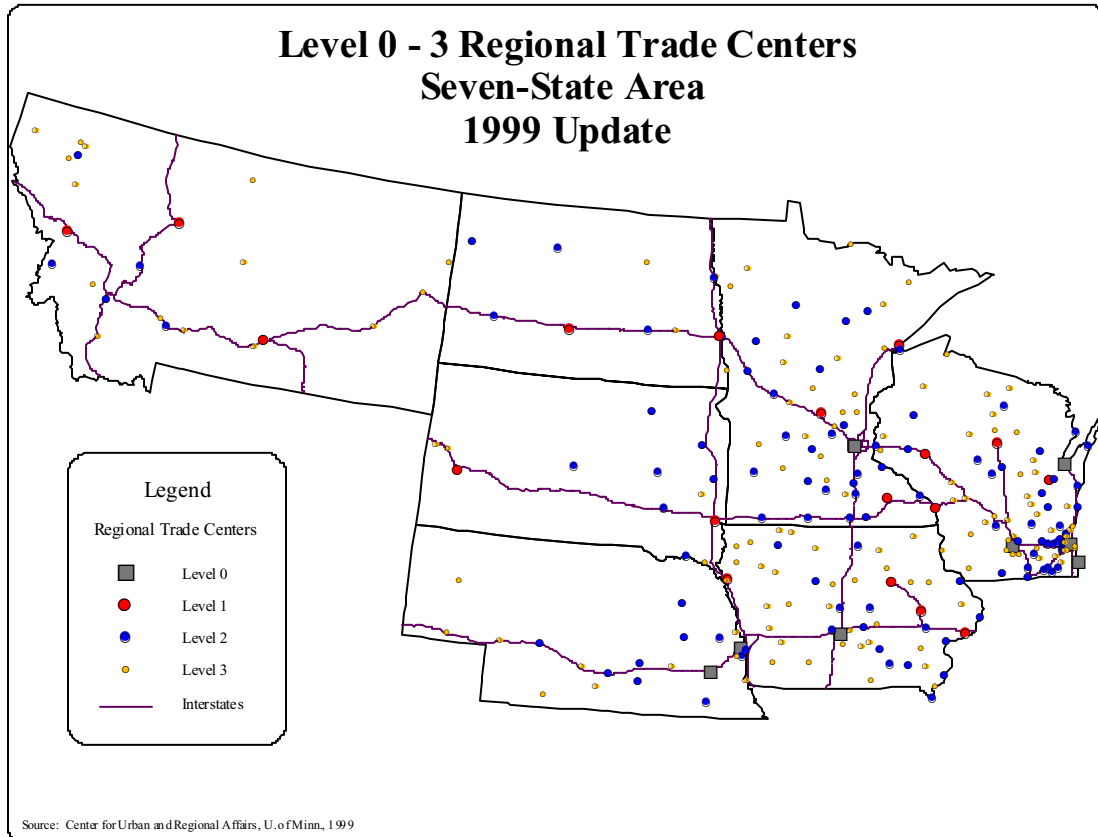 Level 0 - 3 Regional Trade Centers
Seven-State Area
1999 Update
Legend
Regional Trade Centers
Level 0
Level 1
Level 2
Level 3
Interstates
Source: Center for Urban and Regional Affairs, U. of Minn., 1999